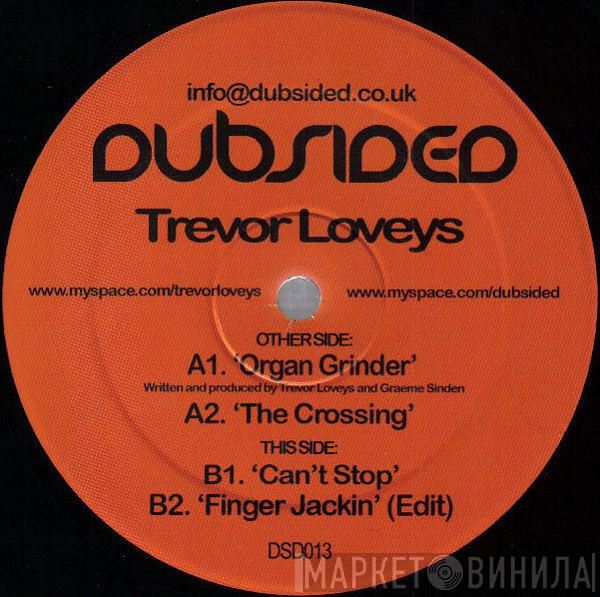 info@dubsided.co.uk
DUBSIDED
Trevor Loveys
www.myspace.com/trevorloveys www.myspace.com/dubsided
OTHER SIDE:
A1. ‘Organ Grinder’
Written and produced by Trevor Loveys and Graeme Sinden
A2. ‘The Crossing’
THIS SIDE:
B1. ‘Can’t Stop’
B2. ‘Finger Jackin’ (Edit)
DSD013
МАРКЕТ ВИНИЛА